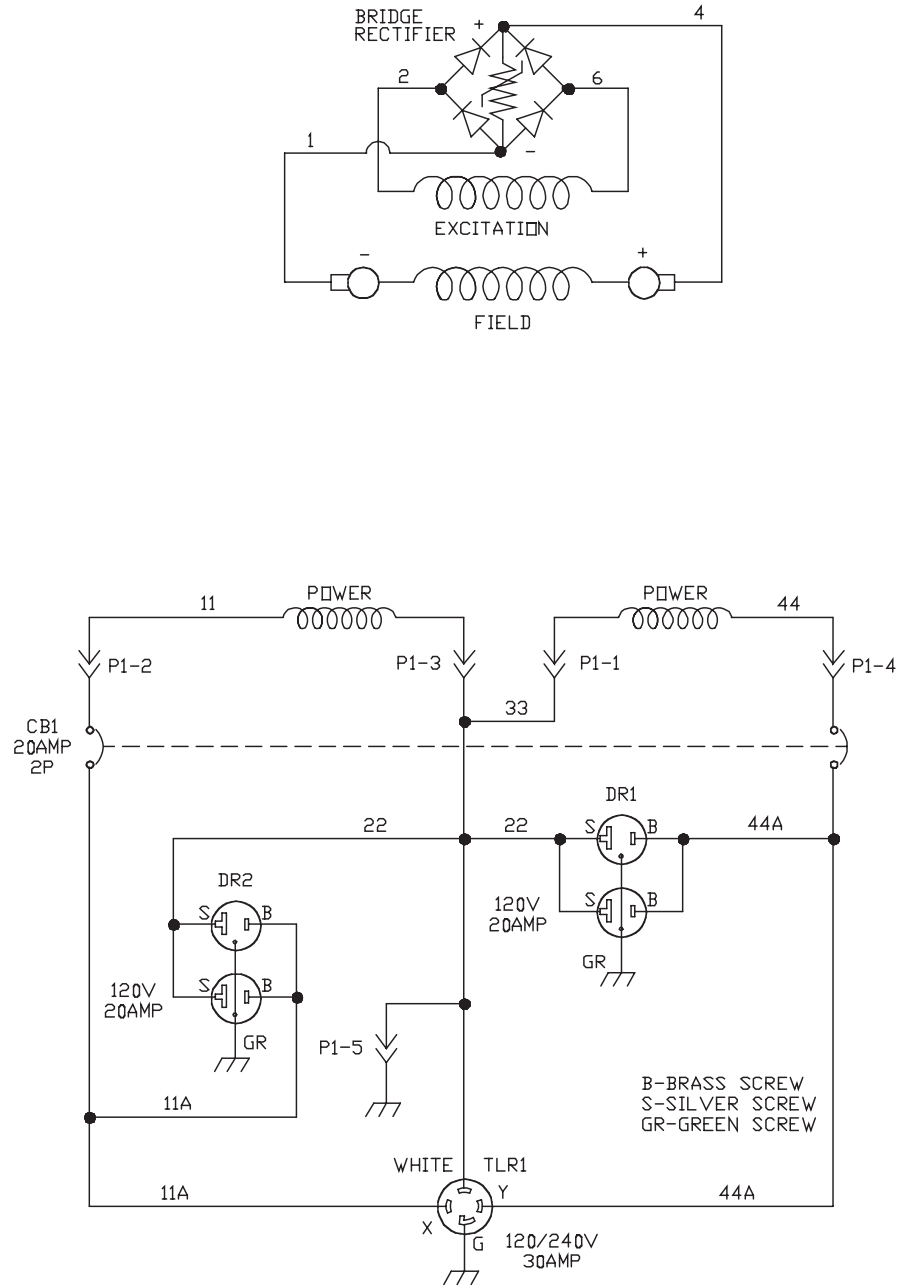 BRIDGE
RECTIFIER
+
4
2
6
1
-
EXCITATION
-
+
FIELD
POWER
11
POWER
44
P1-2
P1-3
P1-1
P1-4
33
CB1
20AMP
2P
DR1
22
22
S
B
44A
DR2
S
B
120V
20AMP
S
B
GR
S
B
120V
20AMP
GR
P1-5
B-BRASS SCREW
S-SILVER SCREW
GR-GREEN SCREW
11A
WHITE
TLR1
11A
Y
44A
X
G
120/240V
30AMP